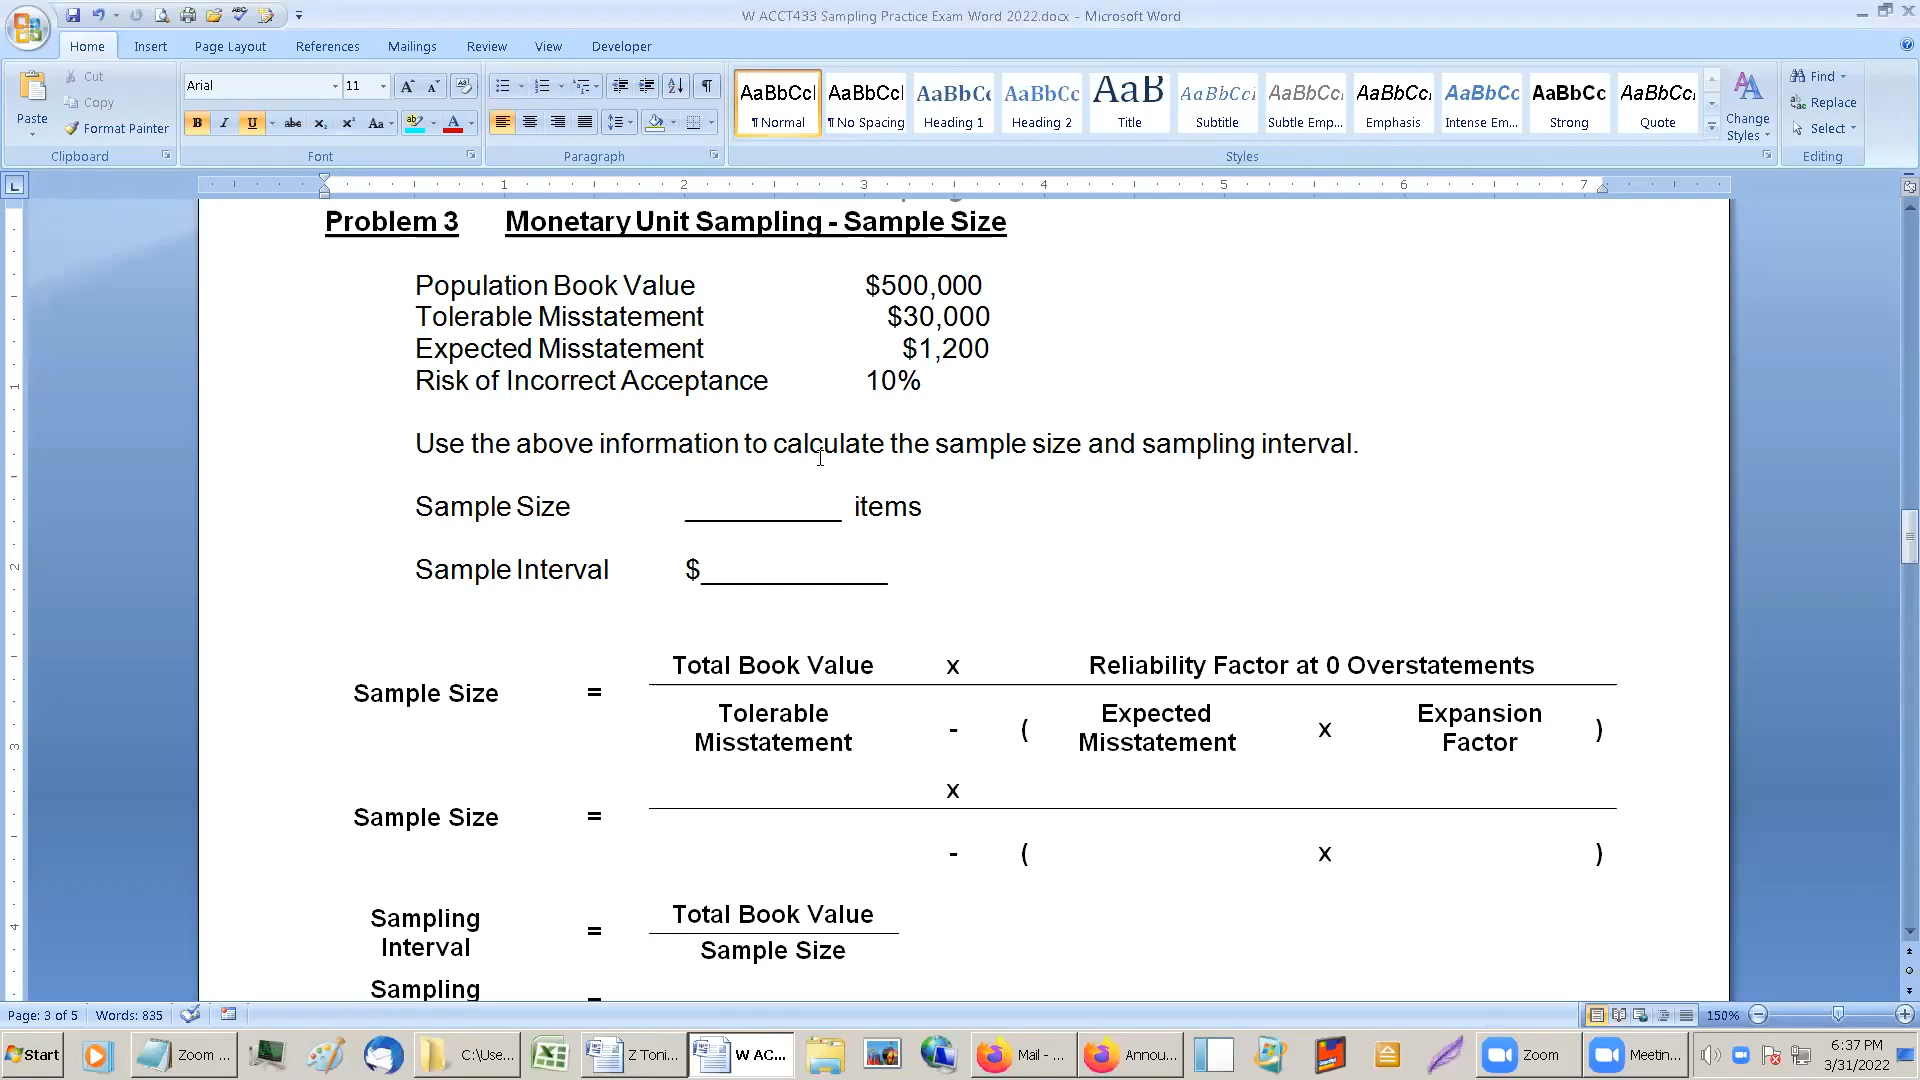 W ACCT433 Sampling Practice Exam Word 2022.docx - Microsoft Word
Home Insert Page Layout References Mailings Review View Developer
Paste
Cut
Copy
Format Painter
Clipboard
Arial 11
Font
Paragraph
AaBbCcI AaBbCcI AaBbCc AaBbCc AaB AaBbCcI AaBbCcI AaBbCcI AaBbCcI AaBbCc AaBbCcI
¶ Normal ¶ No Spacing Heading 1 Heading 2 Title Subtitle Subtle Emp... Emphasis Intense Em... Strong Quote
Styles
Change Styles
Find
Replace
Select
Editing
1 2 3 4 5 6 7
Problem 3 Monetary Unit Sampling - Sample Size
Population Book Value $500,000
Tolerable Misstatement $30,000
Expected Misstatement $1,200
Risk of Incorrect Acceptance 10%
Use the above information to calculate the sample size and sampling interval.
Sample Size __________ items
Sample Interval $____________
Total Book Value x Reliability Factor at 0 Overstatements
Sample Size =
Tolerable Misstatement - ( Expected Misstatement x Expansion Factor )
x
Sample Size =
- ( x )
Sampling Interval = Total Book Value
Sample Size
Sampling =
Page: 3 of 5 Words: 835 150%
Start Zoom ... C:\Use... Z Toni... W AC... Mail - ... Annou... Zoom Meetin... 6:37 PM
3/31/2022